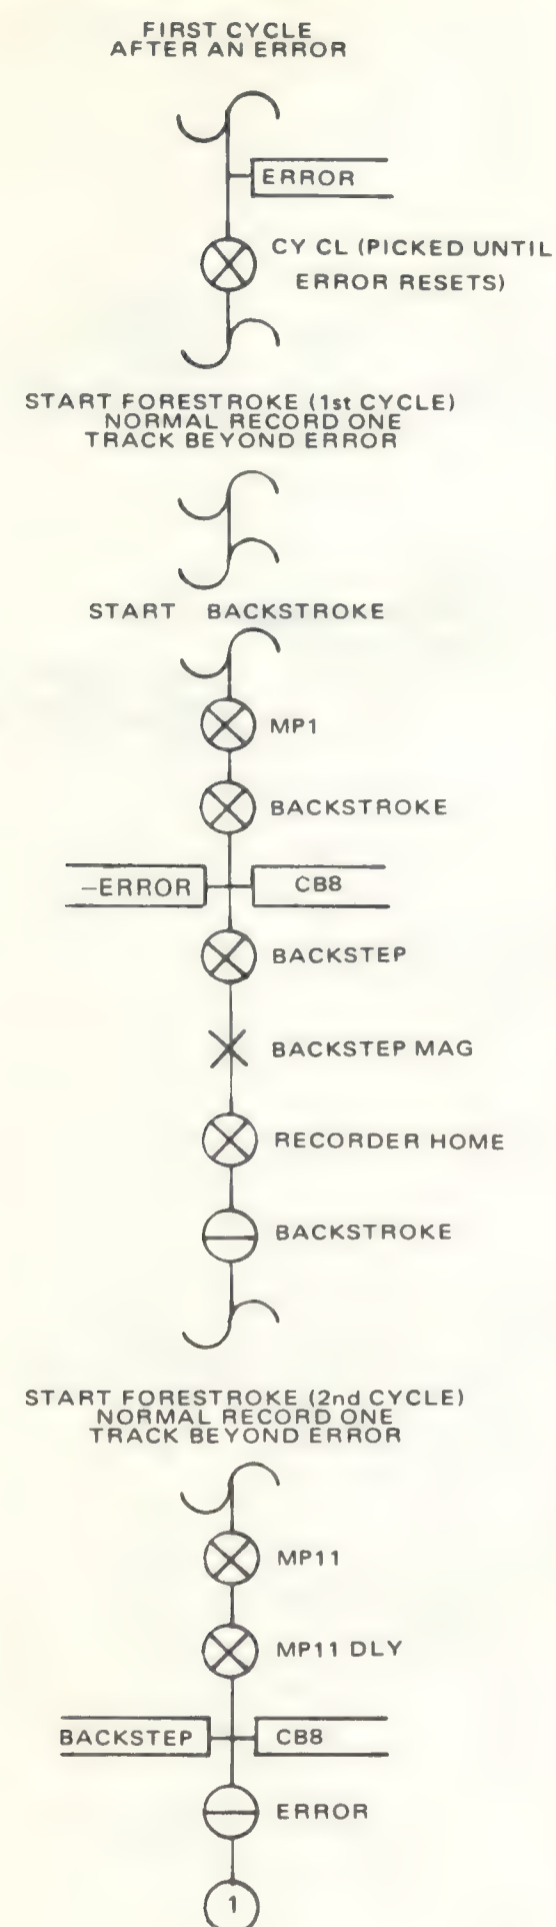 FIRST CYCLE
AFTER AN ERROR
ERROR
CY CL (PICKED UNTIL
ERROR RESETS)
START FORESTROKE (1st CYCLE)
NORMAL RECORD ONE
TRACK BEYOND ERROR
START BACKSTROKE
MP1
BACKSTROKE
–ERROR CB8
BACKSTEP
BACKSTEP MAG
RECORDER HOME
BACKSTROKE
START FORESTROKE (2nd CYCLE)
NORMAL RECORD ONE
TRACK BEYOND ERROR
MP11
MP11 DLY
BACKSTEP CB8
ERROR
1